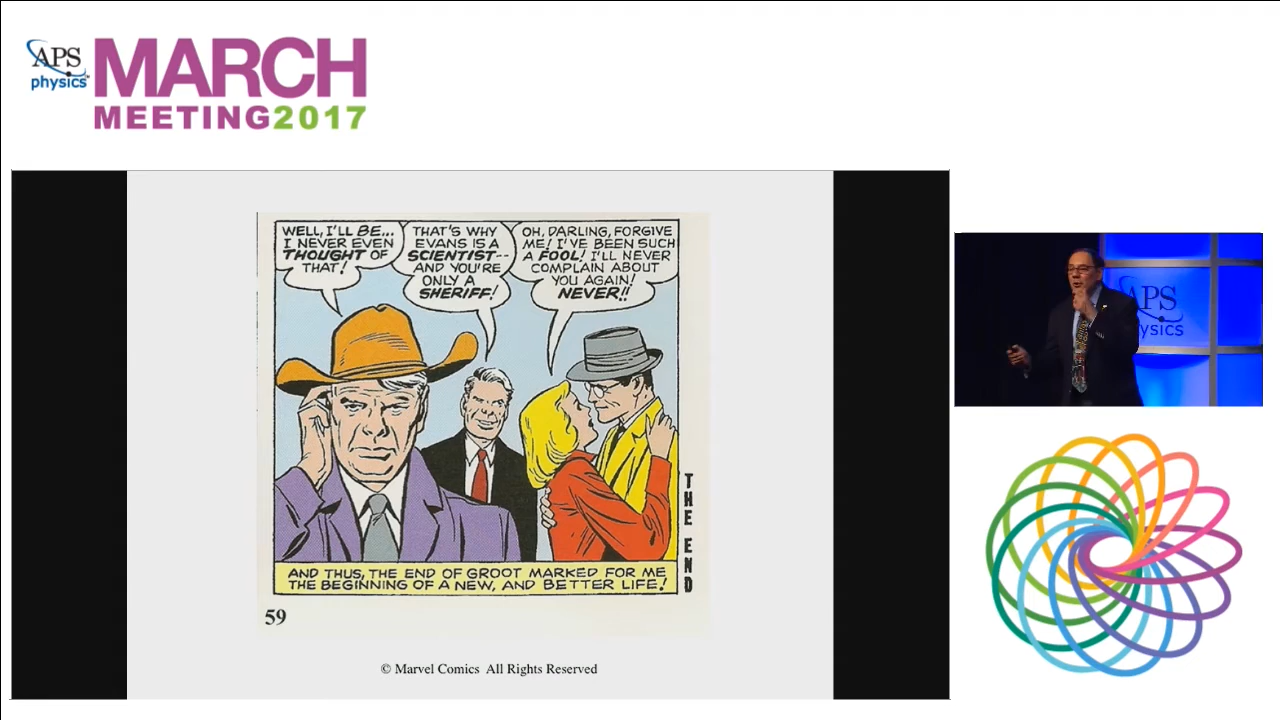 APS
physics
MARCH
MEETING2017
WELL, I'LL BE...
I NEVER EVEN
THOUGHT OF
THAT!
THAT'S WHY
EVANS IS A
SCIENTIST--
AND YOU'RE
ONLY A
SHERIFF!
OH, DARLING, FORGIVE
ME! I'VE BEEN SUCH
A FOOL! I'LL NEVER
COMPLAIN ABOUT
YOU AGAIN!
NEVER!!
THE END
AND THUS, THE END OF GROOT MARKED FOR ME
THE BEGINNING OF A NEW, AND BETTER LIFE!
59
© Marvel Comics All Rights Reserved
APS
ysics